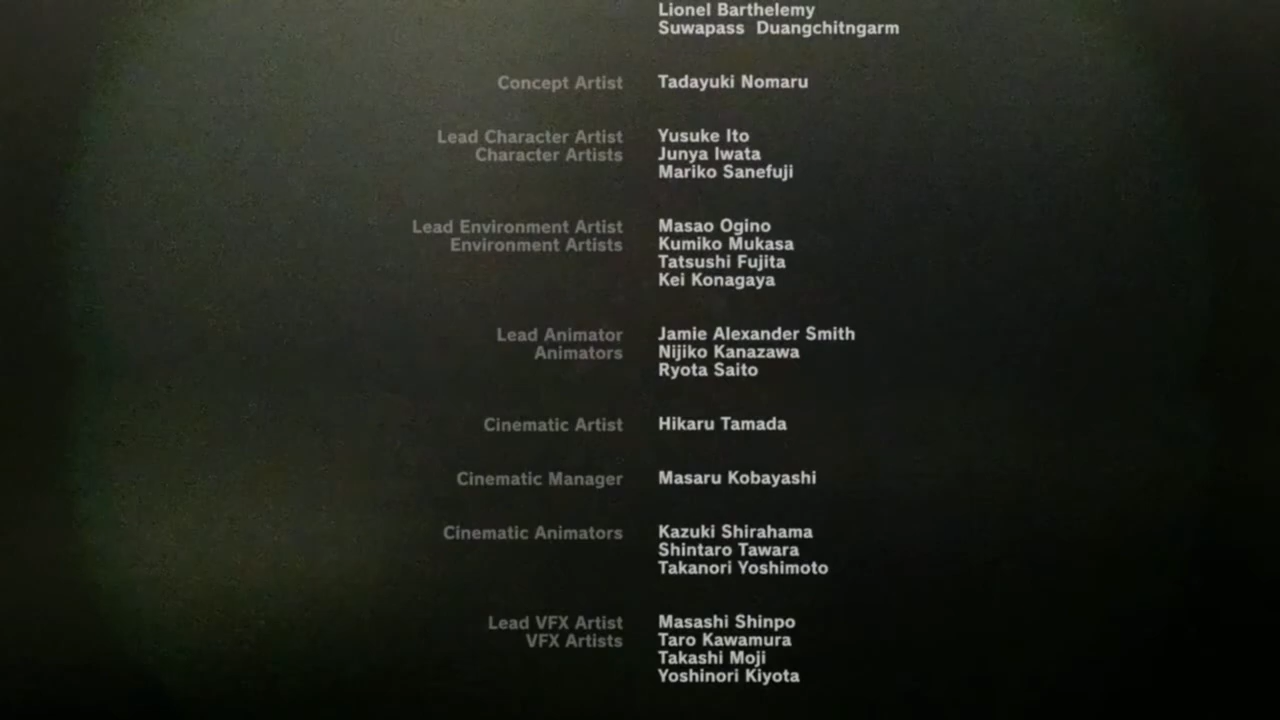 Lionel Barthelemy
Suwapass Duangchitngarm
Concept Artist Tadayuki Nomaru
Lead Character Artist Yusuke Ito
Character Artists Junya Iwata
Mariko Sanefuji
Lead Environment Artist Masao Ogino
Environment Artists Kumiko Mukasa
Tatsushi Fujita
Kei Konagaya
Lead Animator Jamie Alexander Smith
Animators Nijiko Kanazawa
Ryota Saito
Cinematic Artist Hikaru Tamada
Cinematic Manager Masaru Kobayashi
Cinematic Animators Kazuki Shirahama
Shintaro Tawara
Takanori Yoshimoto
Lead VFX Artist Masashi Shinpo
VFX Artists Taro Kawamura
Takashi Moji
Yoshinori Kiyota